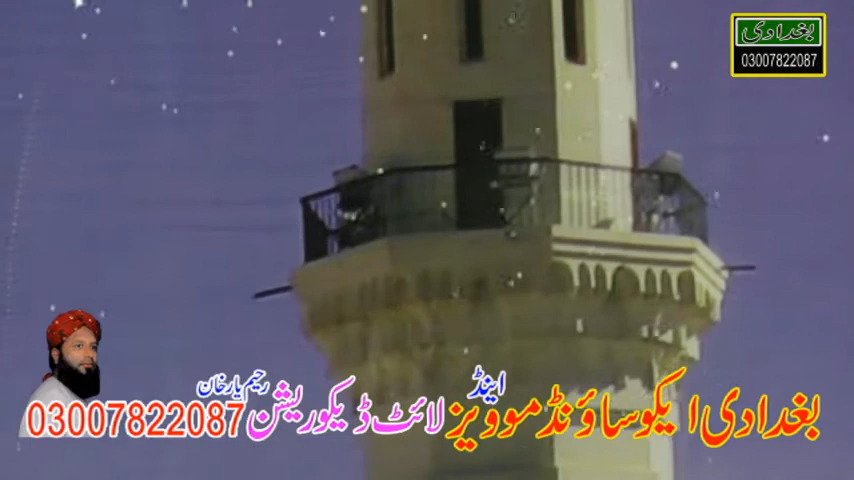 بغدادی
03007822087
بغدادی ایکو ساؤنڈ موویز اینڈ لائٹ ڈیکوریشن رحیم یار خان 03007822087